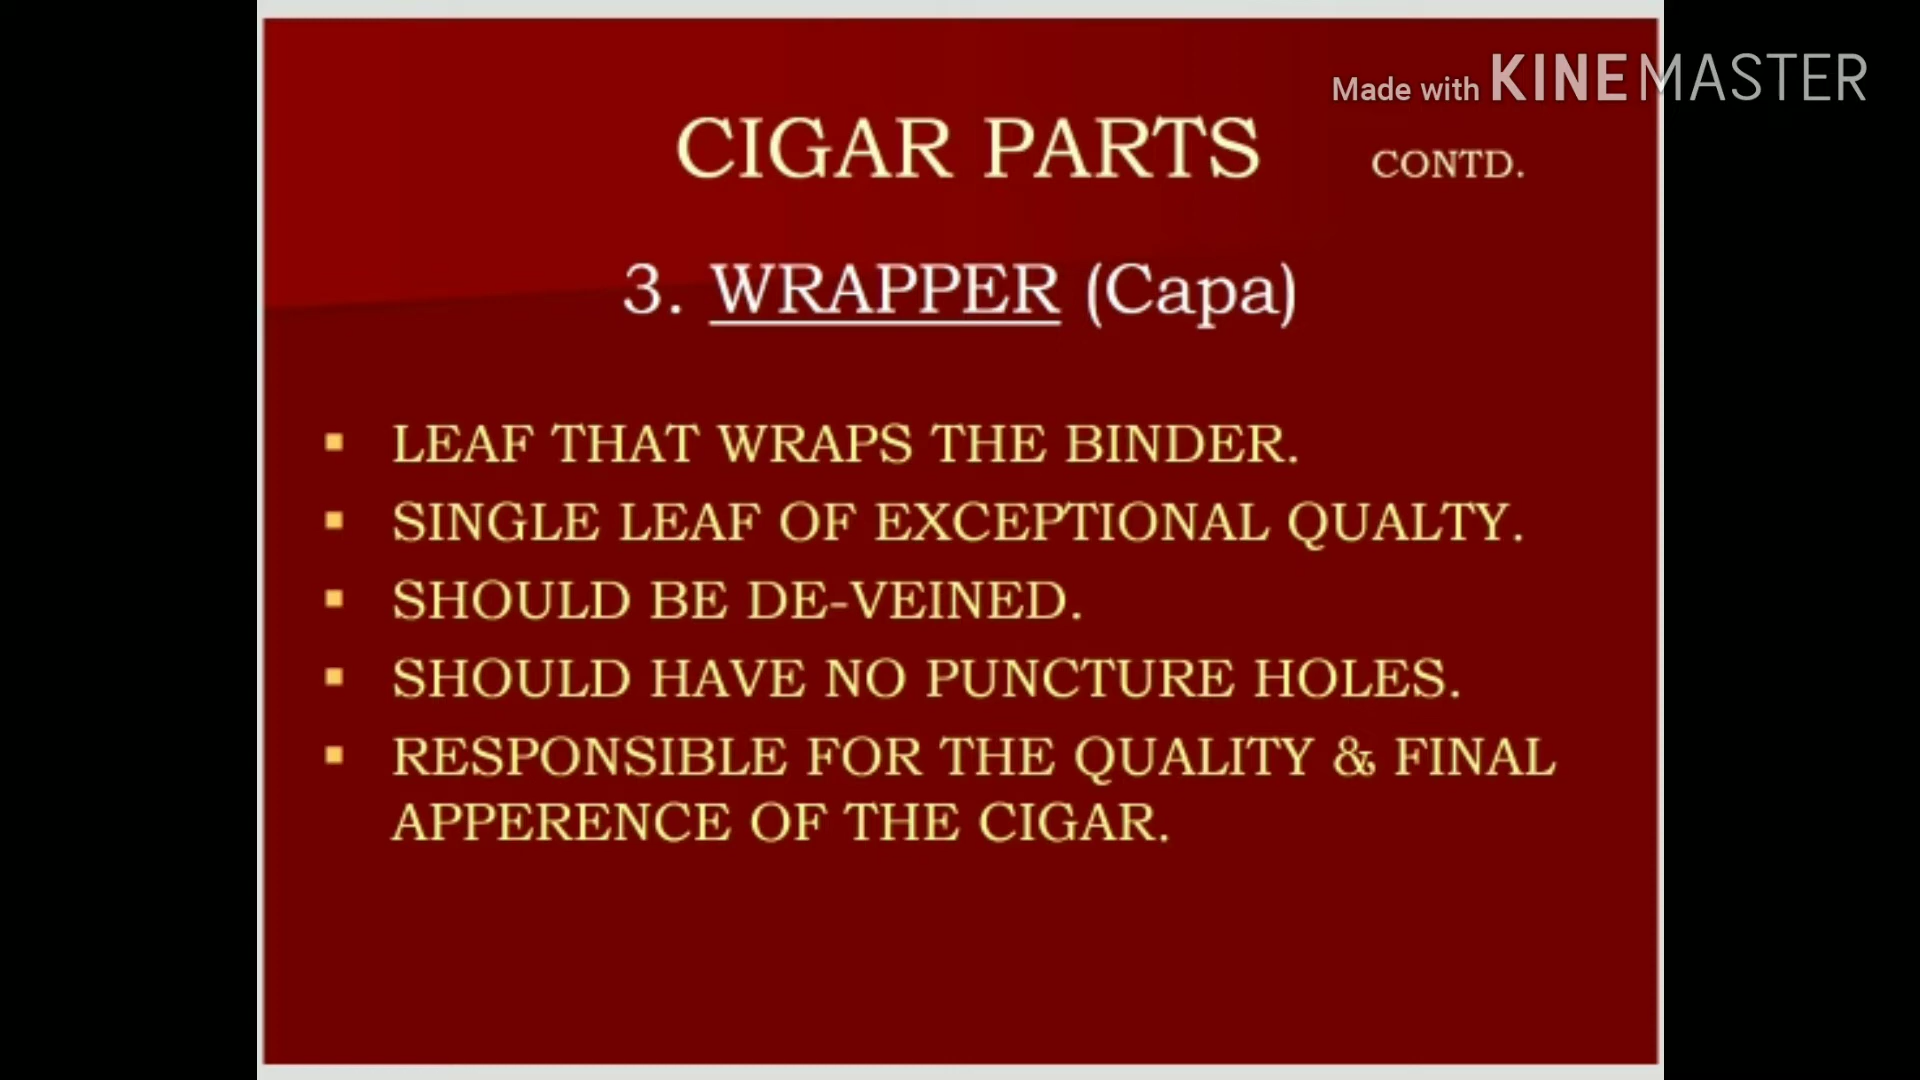 Made with KINEMASTER
CIGAR PARTS CONTD.
3. WRAPPER (Capa)
▪ LEAF THAT WRAPS THE BINDER.
▪ SINGLE LEAF OF EXCEPTIONAL QUALTY.
▪ SHOULD BE DE-VEINED.
▪ SHOULD HAVE NO PUNCTURE HOLES.
▪ RESPONSIBLE FOR THE QUALITY & FINAL
APPERENCE OF THE CIGAR.